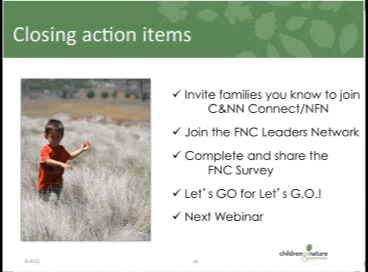 Closing action items
✓ Invite families you know to join
C&NN Connect/NFN
✓ Join the FNC Leaders Network
✓ Complete and share the
FNC Survey
✓ Let's GO for Let's G.O.!
✓ Next Webinar
children nature